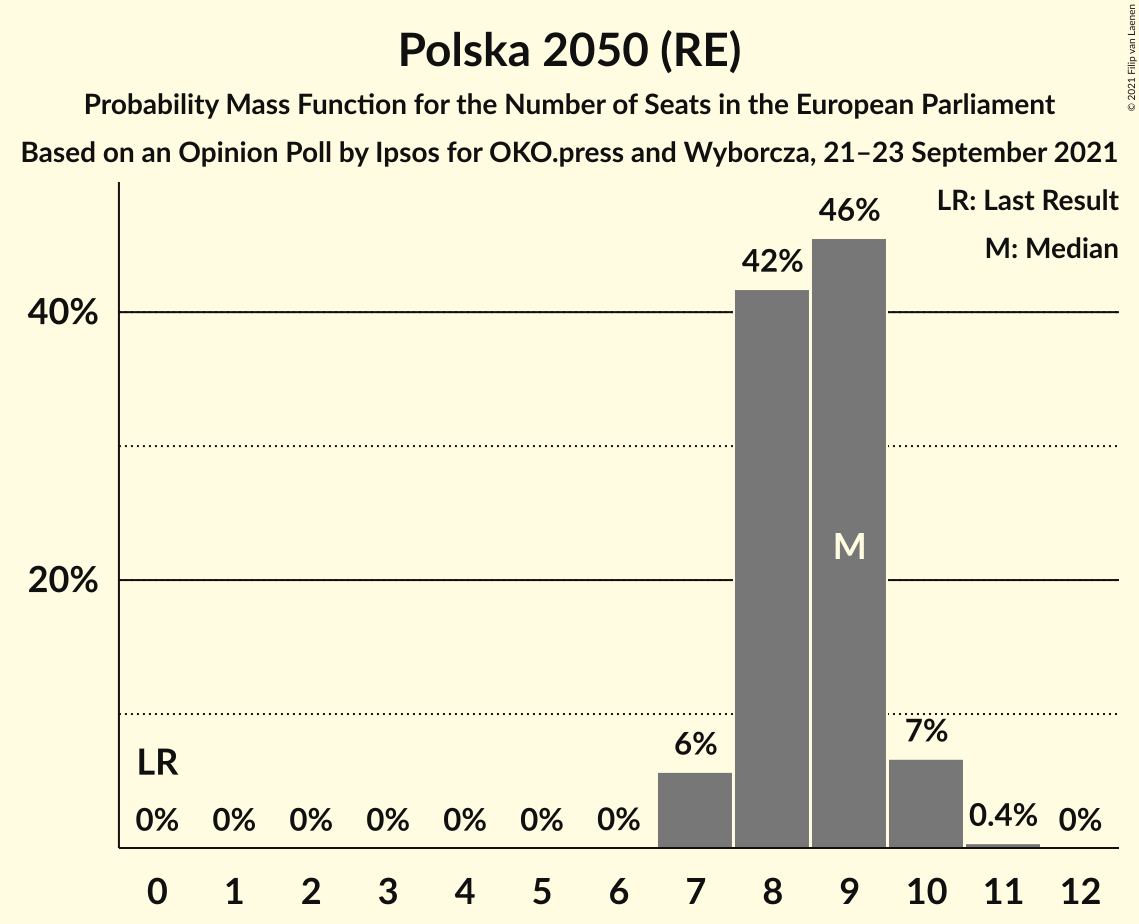 Polska 2050 (RE)
Probability Mass Function for the Number of Seats in the European Parliament
Based on an Opinion Poll by Ipsos for OKO.press and Wyborcza, 21–23 September 2021
© 2021 Filip van Laenen
LR: Last Result
M: Median
40%
20%
LR
0% 0% 0% 0% 0% 0% 0% 6% 42% 46% 7% 0.4% 0%
M
0 1 2 3 4 5 6 7 8 9 10 11 12